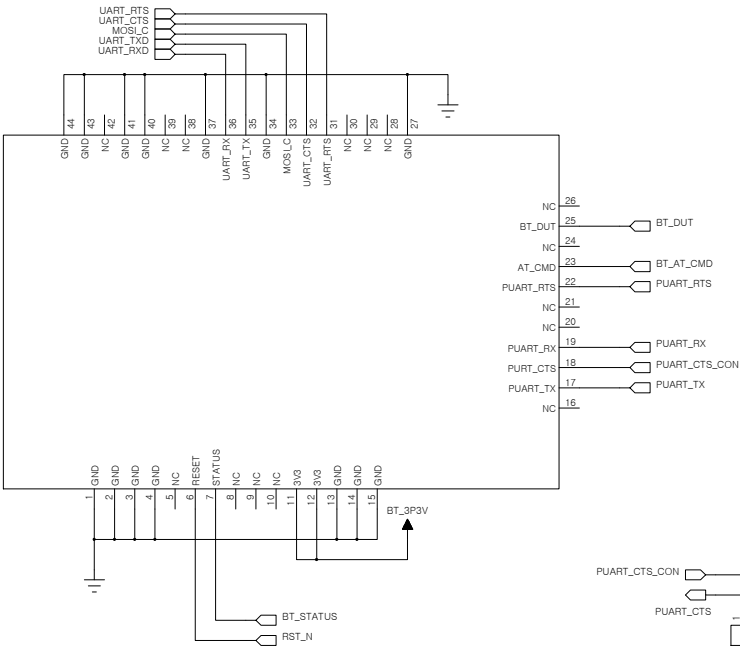 UART_RTS
UART_CTS
MOSI_C
UART_TXD
UART_RXD
44 43 42 41 40 39 38 37 36 35 34 33 32 31 30 29 28 27
GND GND NC GND GND NC NC GND UART_RX UART_TX GND MOSI_C UART_CTS UART_RTS NC NC NC GND
NC 26
BT_DUT 25 BT_DUT
NC 24
AT_CMD 23 BT_AT_CMD
PUART_RTS 22 PUART_RTS
NC 21
NC 20
PUART_RX 19 PUART_RX
PURT_CTS 18 PUART_CTS_CON
PUART_TX 17 PUART_TX
NC 16
GND GND GND GND NC RESET STATUS NC NC NC 3V3 3V3 GND GND GND
1 2 3 4 5 6 7 8 9 10 11 12 13 14 15
BT_3P3V
PUART_CTS_CON
PUART_CTS
1
BT_STATUS
RST_N